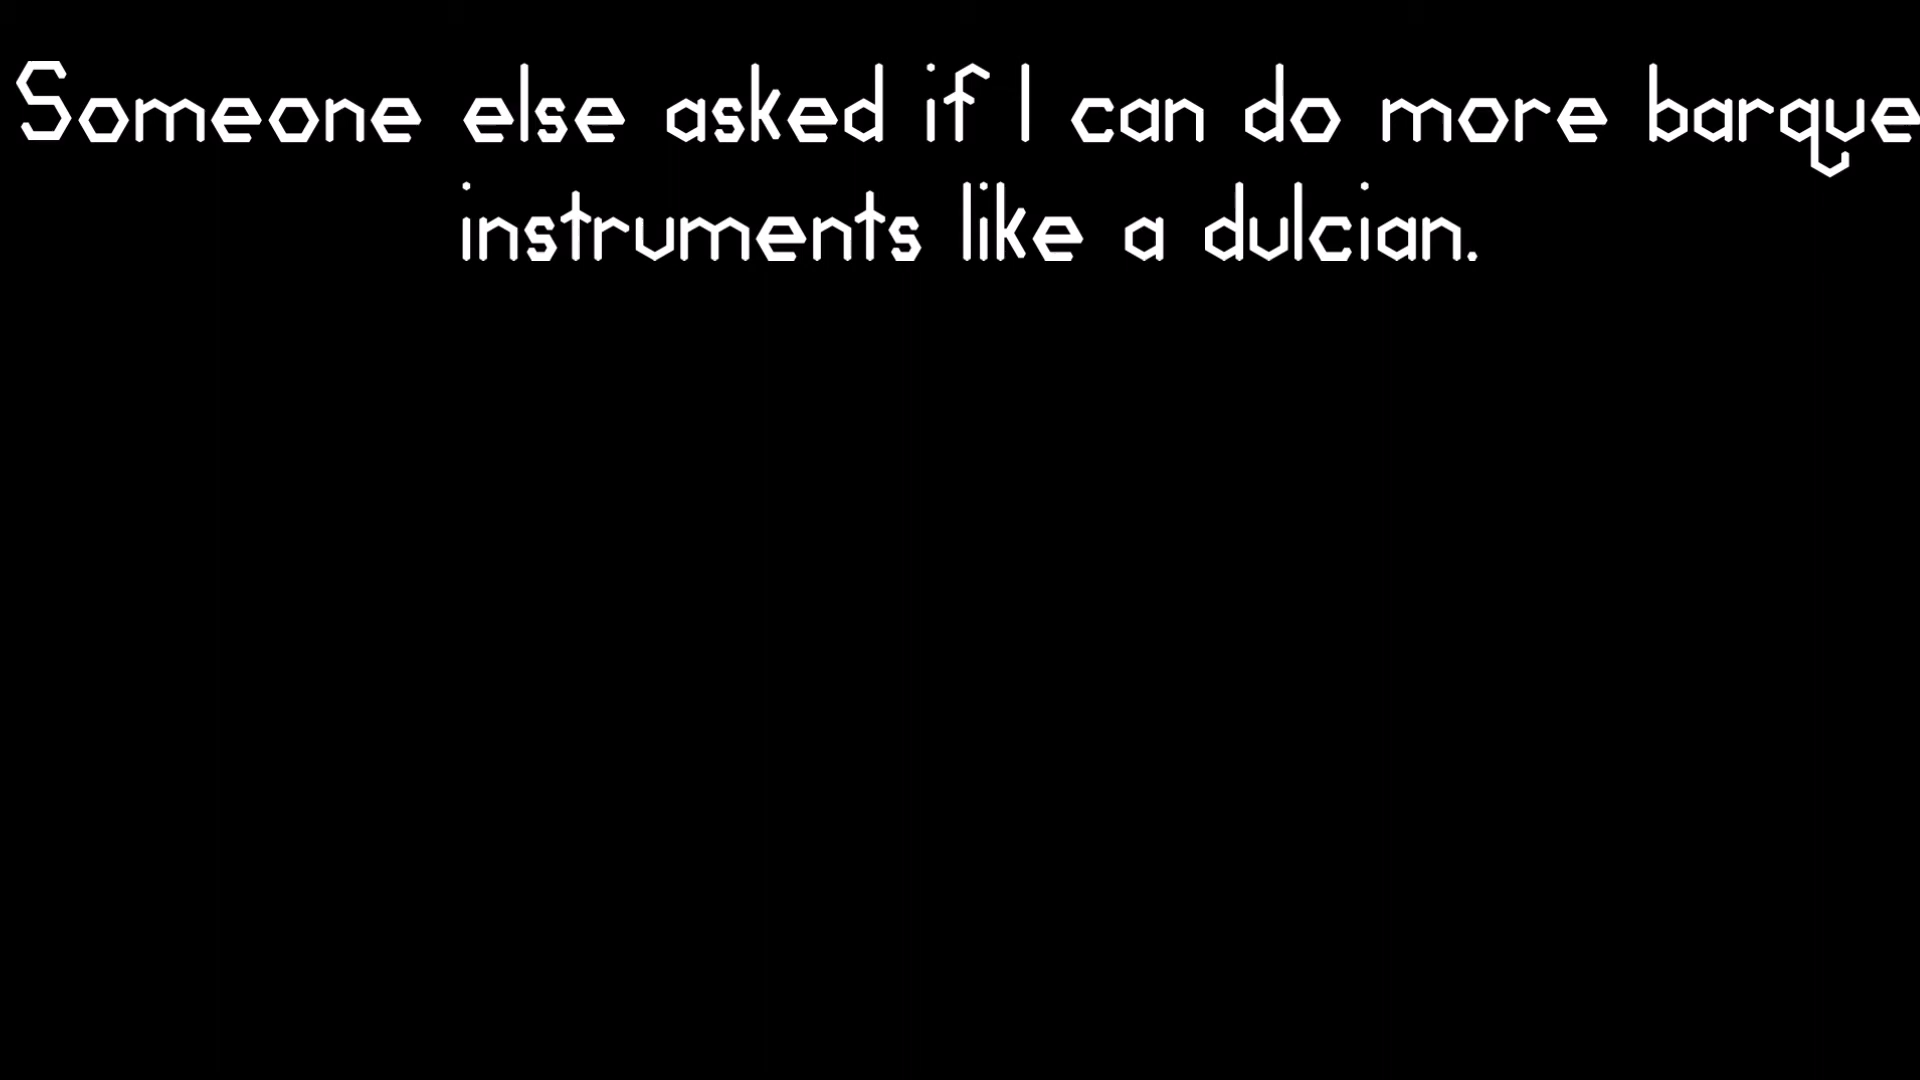 Someone else asked if I can do more barque
instruments like a dulcian.